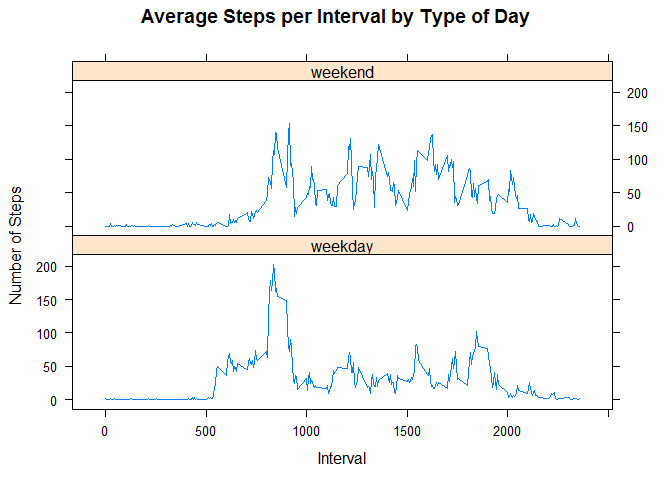 Average Steps per Interval by Type of Day
weekend
200
150
100
50
0
Number of Steps
weekday
200
150
100
50
0
0 500 1000 1500 2000
Interval